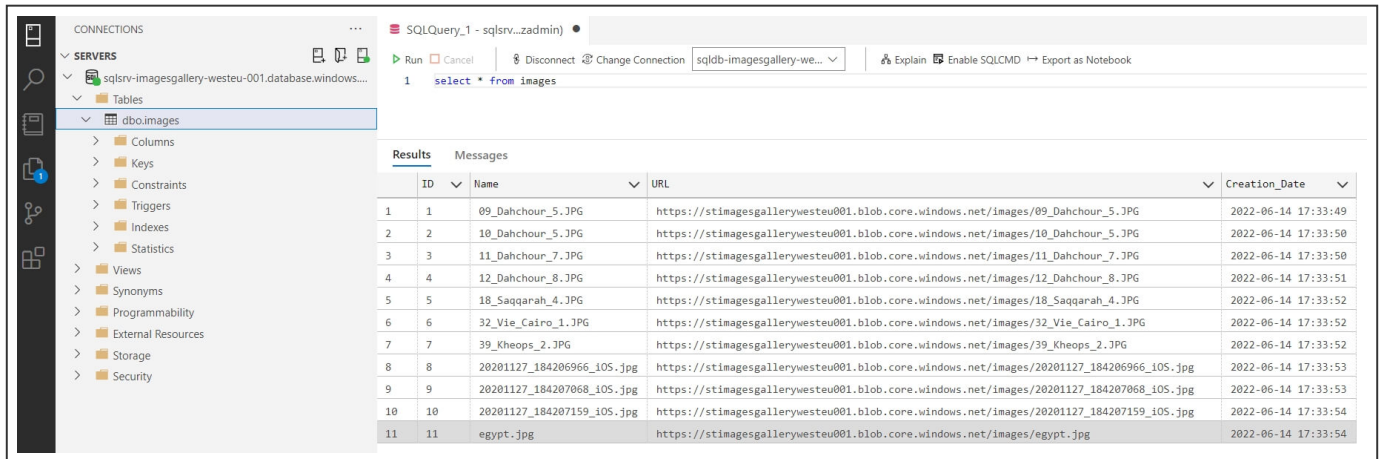 CONNECTIONS
...
SERVERS
sqlsrv-imagesgallery-westeu-001.database.windows....
Tables
dbo.images
Columns
Keys
Constraints
Triggers
Indexes
Statistics
Views
Synonyms
Programmability
External Resources
Storage
Security
1
SQLQuery_1 - sqlsrv...zadmin)
Run Cancel Disconnect Change Connection sqldb-imagesgallery-we... Explain Enable SQLCMD Export as Notebook
1 select * from images
Results Messages
ID Name URL Creation_Date
1 1 09_Dahchour_5.JPG https://stimagesgallerywesteu001.blob.core.windows.net/images/09_Dahchour_5.JPG 2022-06-14 17:33:49
2 2 10_Dahchour_5.JPG https://stimagesgallerywesteu001.blob.core.windows.net/images/10_Dahchour_5.JPG 2022-06-14 17:33:50
3 3 11_Dahchour_7.JPG https://stimagesgallerywesteu001.blob.core.windows.net/images/11_Dahchour_7.JPG 2022-06-14 17:33:50
4 4 12_Dahchour_8.JPG https://stimagesgallerywesteu001.blob.core.windows.net/images/12_Dahchour_8.JPG 2022-06-14 17:33:51
5 5 18_Saqqarah_4.JPG https://stimagesgallerywesteu001.blob.core.windows.net/images/18_Saqqarah_4.JPG 2022-06-14 17:33:52
6 6 32_Vie_Cairo_1.JPG https://stimagesgallerywesteu001.blob.core.windows.net/images/32_Vie_Cairo_1.JPG 2022-06-14 17:33:52
7 7 39_Kheops_2.JPG https://stimagesgallerywesteu001.blob.core.windows.net/images/39_Kheops_2.JPG 2022-06-14 17:33:52
8 8 20201127_184206966_iOS.jpg https://stimagesgallerywesteu001.blob.core.windows.net/images/20201127_184206966_iOS.jpg 2022-06-14 17:33:53
9 9 20201127_184207068_iOS.jpg https://stimagesgallerywesteu001.blob.core.windows.net/images/20201127_184207068_iOS.jpg 2022-06-14 17:33:53
10 10 20201127_184207159_iOS.jpg https://stimagesgallerywesteu001.blob.core.windows.net/images/20201127_184207159_iOS.jpg 2022-06-14 17:33:54
11 11 egypt.jpg https://stimagesgallerywesteu001.blob.core.windows.net/images/egypt.jpg 2022-06-14 17:33:54